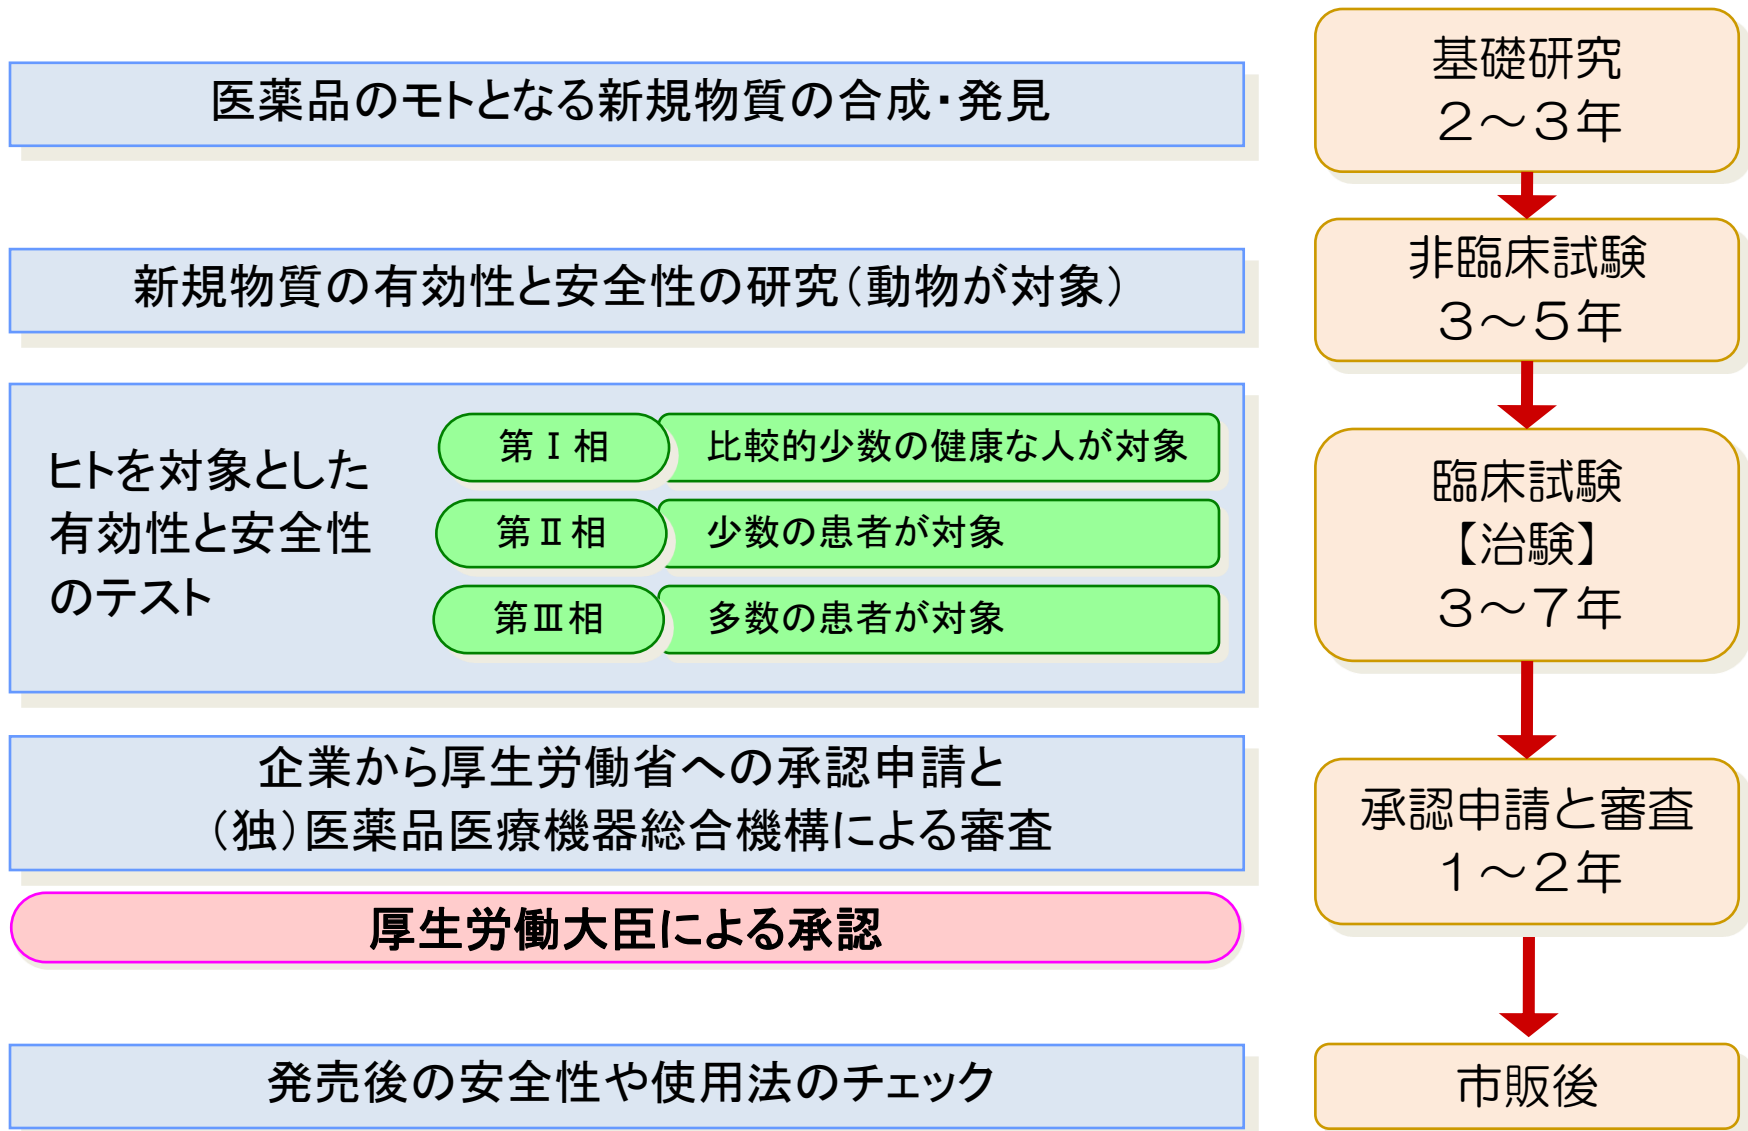 医薬品のモトとなる新規物質の合成・発見
基礎研究
2～3年
新規物質の有効性と安全性の研究（動物が対象）
非臨床試験
3～5年
ヒトを対象とした
有効性と安全性
のテスト
第Ⅰ相 比較的少数の健康な人が対象
第Ⅱ相 少数の患者が対象
第Ⅲ相 多数の患者が対象
臨床試験
【治験】
3～7年
企業から厚生労働省への承認申請と
（独）医薬品医療機器総合機構による審査
承認申請と審査
1～2年
厚生労働大臣による承認
発売後の安全性や使用法のチェック
市販後